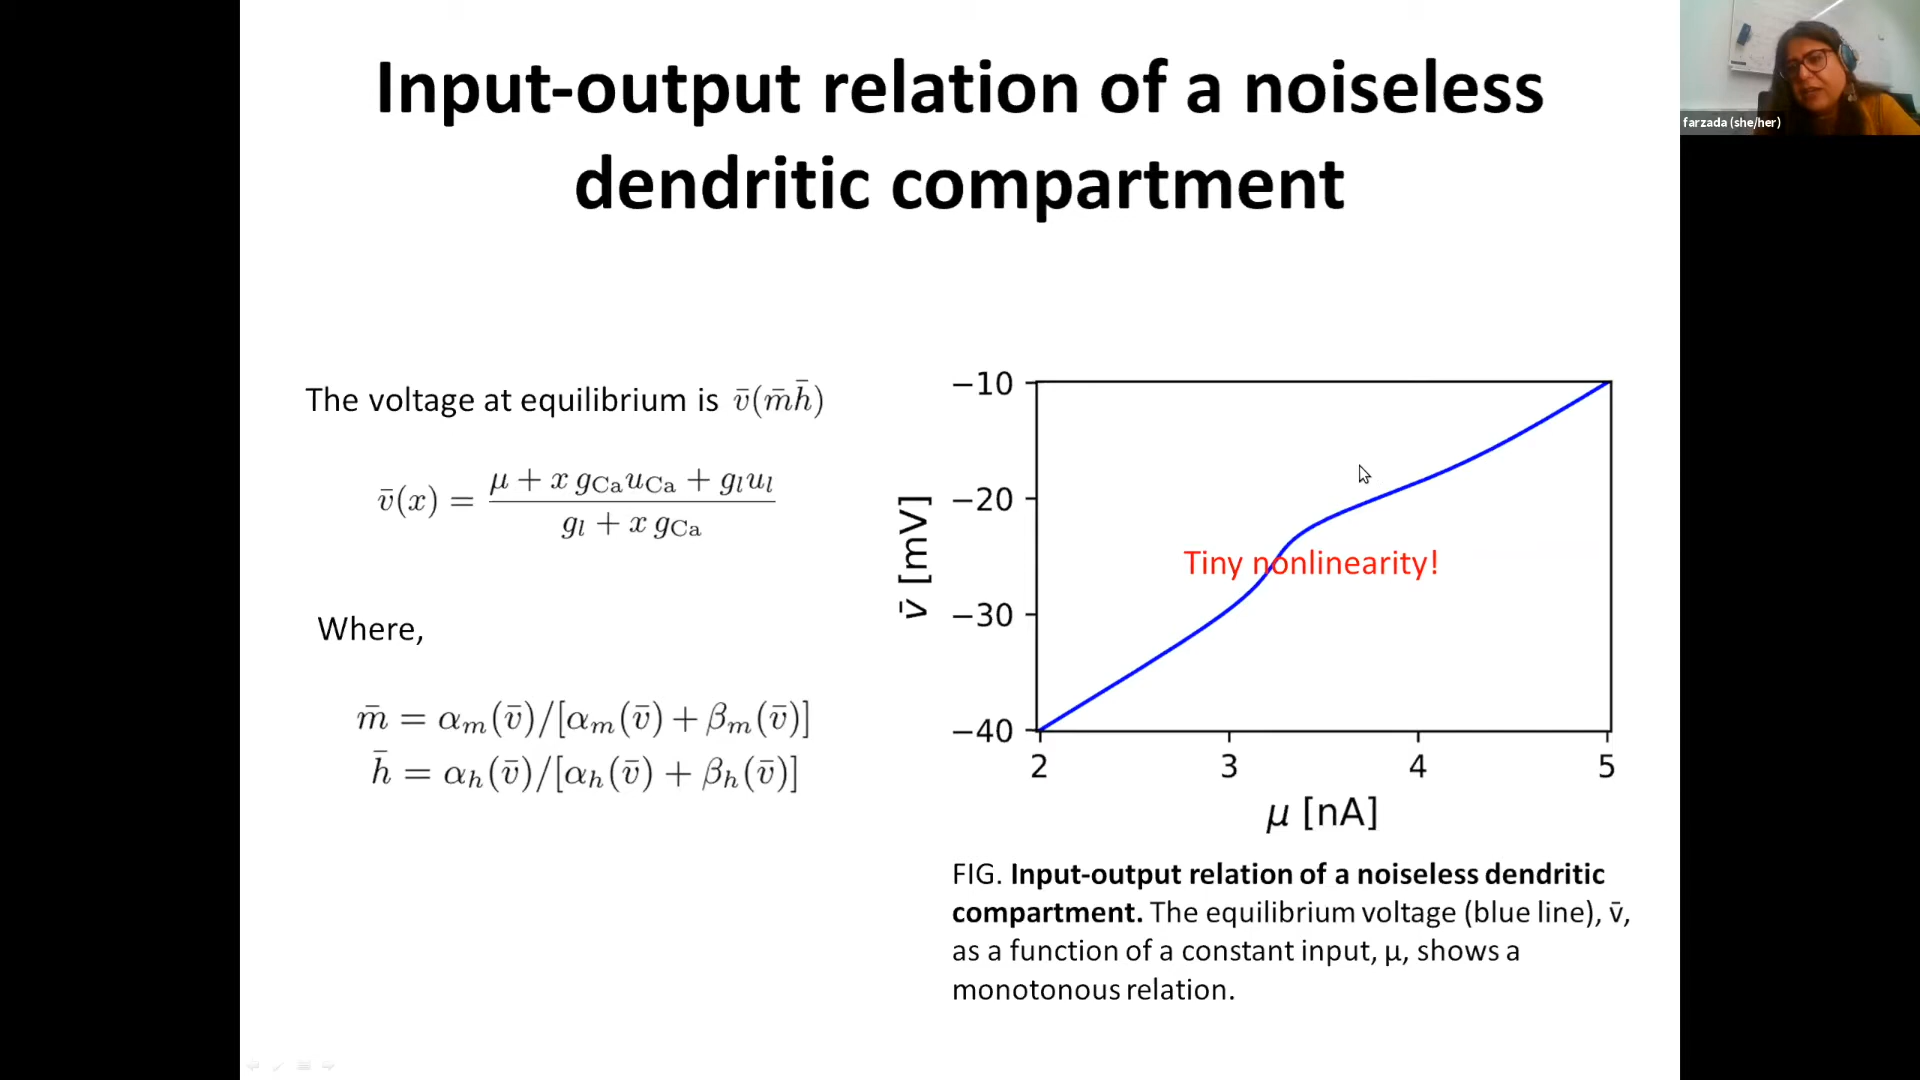 Input-output relation of a noiseless
dendritic compartment
farzada (she/her)
The voltage at equilibrium is v̄(m̄h̄)
v̄(x) = (μ + x g_Ca u_Ca + g_l u_l) / (g_l + x g_Ca)
Where,
m̄ = α_m(v̄)/[α_m(v̄) + β_m(v̄)]
h̄ = α_h(v̄)/[α_h(v̄) + β_h(v̄)]
v̄ [mV]
−10
−20
−30
−40
Tiny nonlinearity!
2 3 4 5
μ [nA]
FIG. Input-output relation of a noiseless dendritic
compartment. The equilibrium voltage (blue line), v̄,
as a function of a constant input, μ, shows a
monotonous relation.